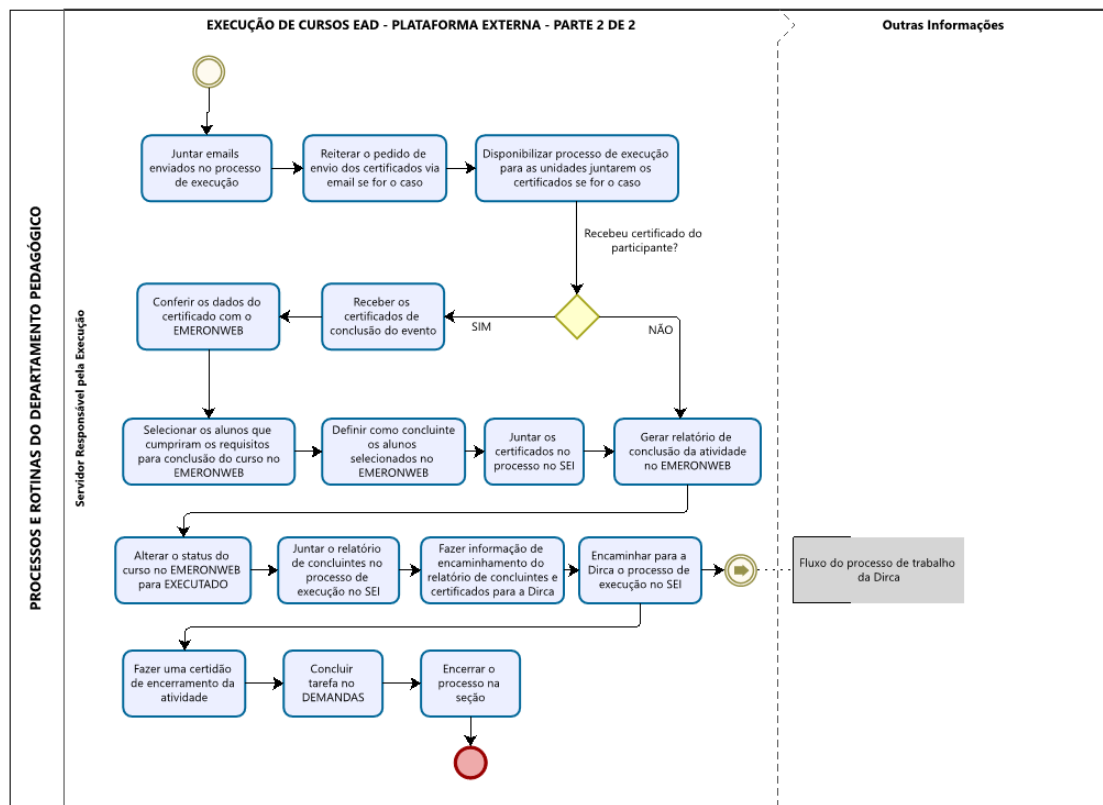 EXECUÇÃO DE CURSOS EAD - PLATAFORMA EXTERNA - PARTE 2 DE 2
Outras Informações
PROCESSOS E ROTINAS DO DEPARTAMENTO PEDAGÓGICO
Servidor Responsável pela Execução
Juntar emails
enviados no processo
de execução
Reiterar o pedido de
envio dos certificados via
email se for o caso
Disponibilizar processo de execução
para as unidades juntarem os
certificados se for o caso
Recebeu certificado do
participante?
Conferir os dados do
certificado com o
EMERONWEB
Receber os
certificados de
conclusão do evento
SIM
NÃO
Selecionar os alunos que
cumpriram os requisitos
para conclusão do curso no
EMERONWEB
Definir como concluinte
os alunos
selecionados no
EMERONWEB
Juntar os
certificados no
processo no SEI
Gerar relatório de
conclusão da atividade
no EMERONWEB
Alterar o status do
curso no EMERONWEB
para EXECUTADO
Juntar o relatório
de concluintes no
processo de
execução no SEI
Fazer informação de
encaminhamento do
relatório de concluintes e
certificados para a Dirca
Encaminhar para a
Dirca o processo de
execução no SEI
Fluxo do processo de trabalho
da Dirca
Fazer uma certidão
de encerramento da
atividade
Concluir
tarefa no
DEMANDAS
Encerrar o
processo na
seção